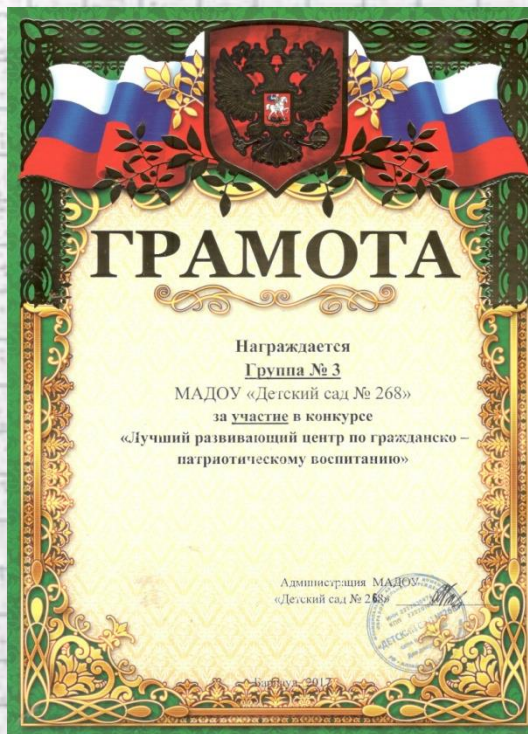 ГРАМОТА
Награждается
Группа № 3
МАДОУ «Детский сад № 268»
за участие в конкурсе
«Лучший развивающий центр по гражданско –
патриотическому воспитанию»
Администрация МАДОУ
«Детский сад № 268»
Барнаул, 2017